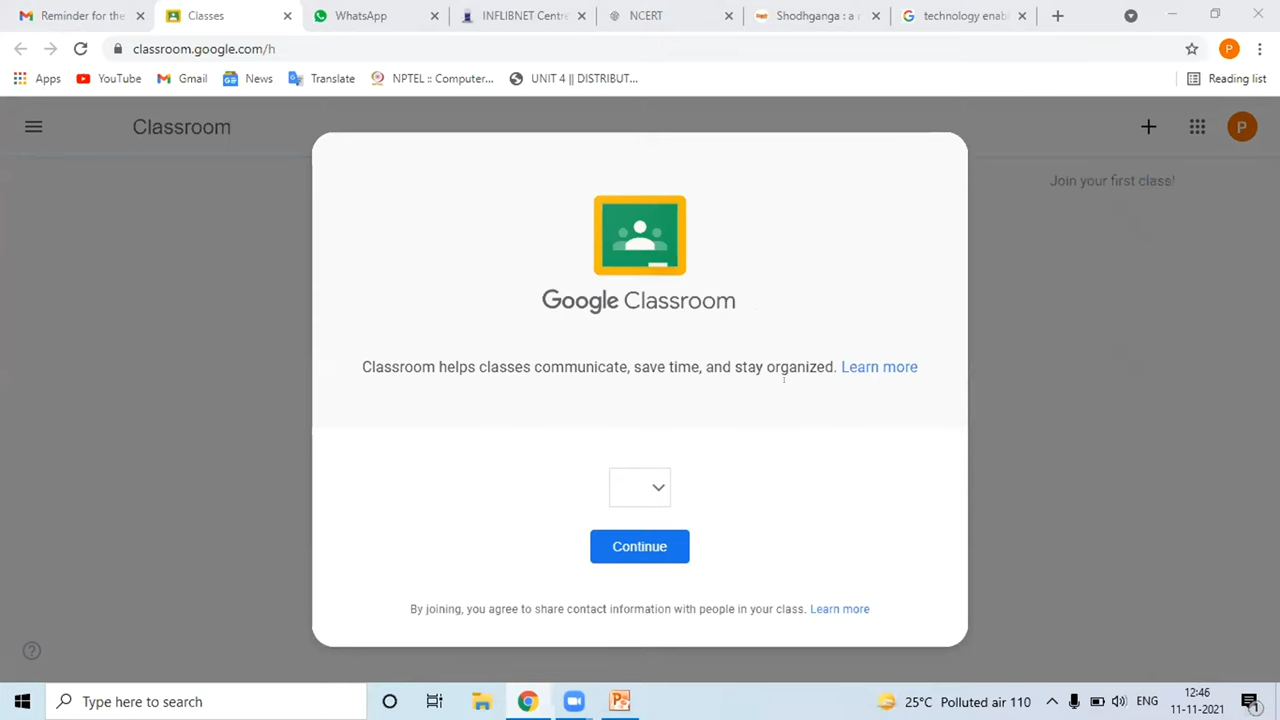 Reminder for the
Classes
WhatsApp
INFLIBNET Centre
NCERT
Shodhganga : a r
technology enab
classroom.google.com/h
P
Apps
YouTube
Gmail
News
Translate
NPTEL :: Computer...
UNIT 4 || DISTRIBUT...
Reading list
Classroom
P
Join your first class!
Google Classroom
Classroom helps classes communicate, save time, and stay organized. Learn more
Continue
By joining, you agree to share contact information with people in your class. Learn more
Type here to search
25°C Polluted air 110
ENG
12:46
11-11-2021
1